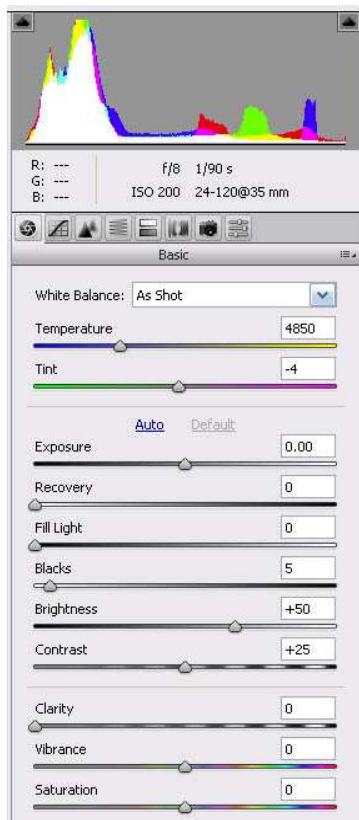 R: --- f/8 1/90 s
G: ---
B: --- ISO 200 24-120@35 mm
Basic
White Balance: As Shot
Temperature 4850
Tint -4
Auto Default
Exposure 0.00
Recovery 0
Fill Light 0
Blacks 5
Brightness +50
Contrast +25
Clarity 0
Vibrance 0
Saturation 0